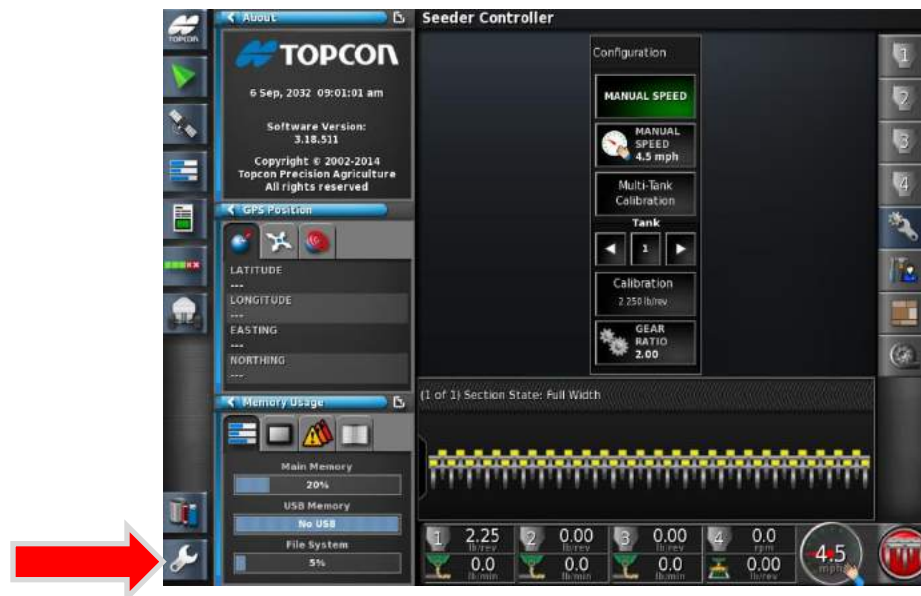 TOPCON
About
TOPCON
6 Sep, 2032 09:01:01 am
Software Version:
3.18.511
Copyright © 2002-2014
Topcon Precision Agriculture
All rights reserved
GPS Position
LATITUDE
---
LONGITUDE
---
EASTING
---
NORTHING
---
Memory Usage
Main Memory
20%
USB Memory
No USB
File System
5%
Seeder Controller
Configuration
MANUAL SPEED
MANUAL
SPEED
4.5 mph
Multi-Tank
Calibration
Tank
1
Calibration
2.250 lb/rev
GEAR
RATIO
2.00
1
2
3
4
(1 of 1) Section State: Full Width
1 2.25 2 0.00 3 0.00 4 0.0
lb/rev lb/rev lb/rev rpm
0.0 0.0 0.0 0.00
lb/min lb/min lb/min lb/rev
4.5
mph